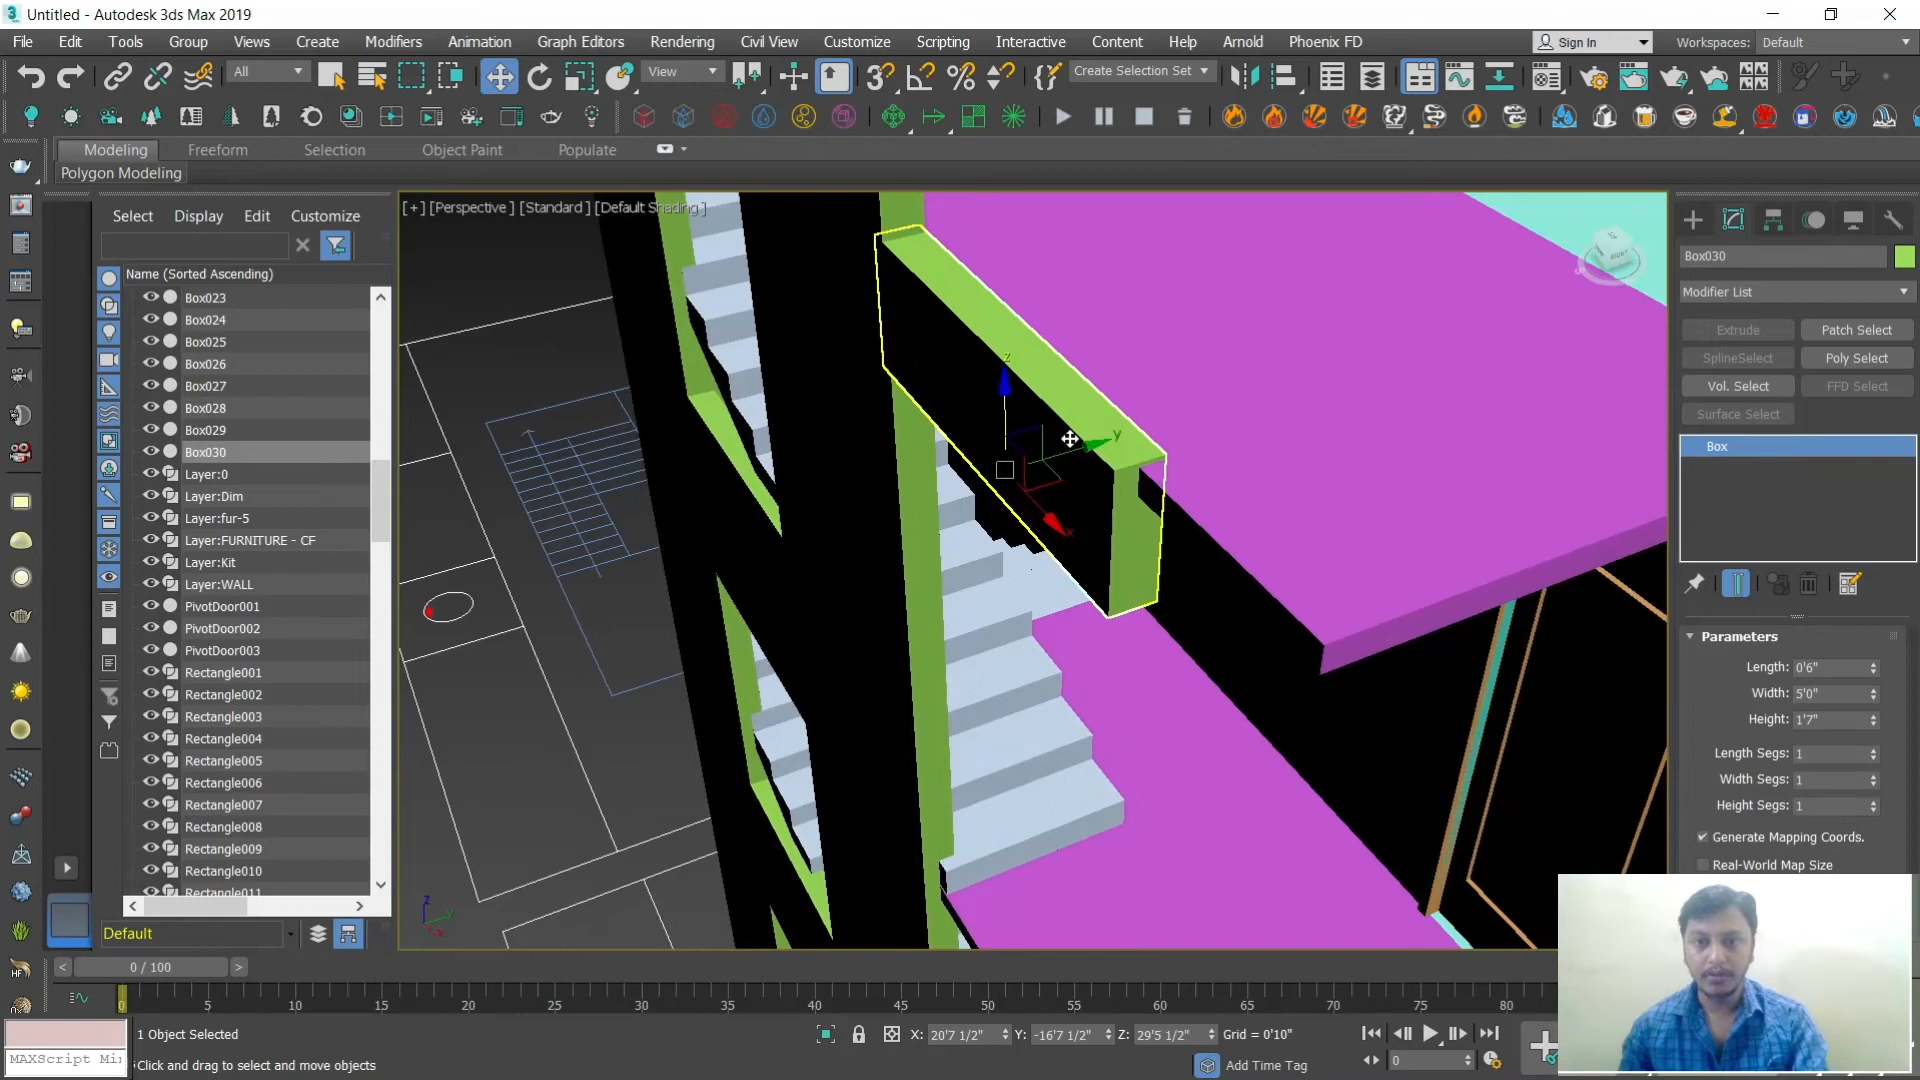 Untitled - Autodesk 3ds Max 2019
File Edit Tools Group Views Create Modifiers Animation Graph Editors Rendering Civil View Customize Scripting Interactive Content Help Arnold Phoenix FD Sign In Workspaces: Default
All View Create Selection Set
Modeling Freeform Selection Object Paint Populate
Polygon Modeling
Select Display Edit Customize
Name (Sorted Ascending)
Box023
Box024
Box025
Box026
Box027
Box028
Box029
Box030
Layer:0
Layer:Dim
Layer:fur-5
Layer:FURNITURE - CF
Layer:Kit
Layer:WALL
PivotDoor001
PivotDoor002
PivotDoor003
Rectangle001
Rectangle002
Rectangle003
Rectangle004
Rectangle005
Rectangle006
Rectangle007
Rectangle008
Rectangle009
Rectangle010
Rectangle011
Default
[+] [Perspective ] [Standard ] [Default Shading ]
z
y
x
RIGHT
Box030
Modifier List
Extrude Patch Select
SplineSelect Poly Select
Vol. Select FFD Select
Surface Select
Box
Parameters
Length: 0'6"
Width: 5'0"
Height: 1'7"
Length Segs: 1
Width Segs: 1
Height Segs: 1
Generate Mapping Coords.
Real-World Map Size
< 0 / 100 >
0 5 10 15 20 25 30 35 40 45 50 55 60 65 70 75 80
1 Object Selected X: 20'7 1/2" Y: -16'7 1/2" Z: 29'5 1/2" Grid = 0'10"
MAXScript Mi Click and drag to select and move objects Add Time Tag 0